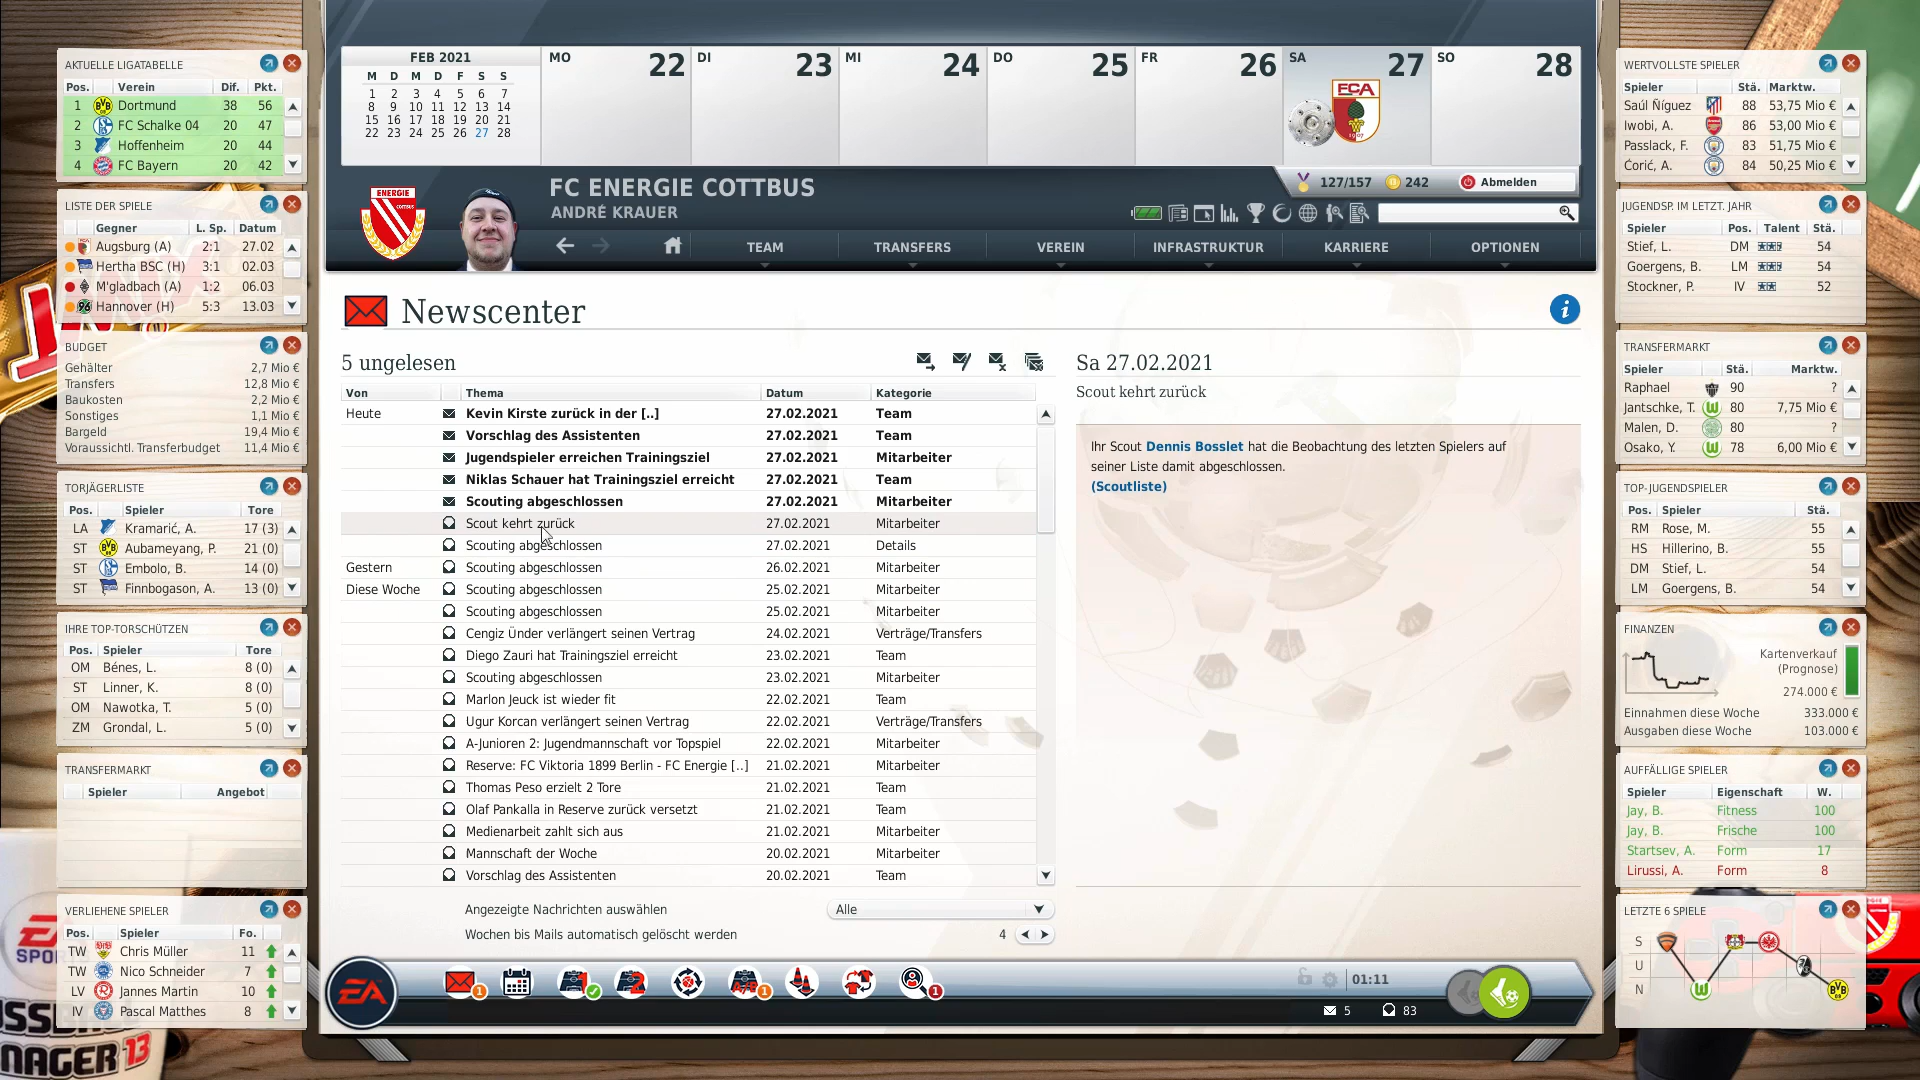 AKTUELLE LIGATABELLE
Pos. Verein Dif. Pkt.
1 Dortmund 38 56
2 FC Schalke 04 20 47
3 Hoffenheim 20 44
4 FC Bayern 20 42
LISTE DER SPIELE
Gegner L. Sp. Datum
Augsburg (A) 2:1 27.02
Hertha BSC (H) 3:1 02.03
M'gladbach (A) 1:2 06.03
Hannover (H) 5:3 13.03
BUDGET
Gehälter 2,7 Mio €
Transfers 12,8 Mio €
Baukosten 2,2 Mio €
Sonstiges 1,1 Mio €
Bargeld 19,4 Mio €
Voraussichtl. Transferbudget 11,4 Mio €
TORJÄGERLISTE
Pos. Spieler Tore
LA Kramarić, A. 17 (3)
ST Aubameyang, P. 21 (0)
ST Embolo, B. 14 (0)
ST Finnbogason, A. 13 (0)
IHRE TOP-TORSCHÜTZEN
Pos. Spieler Tore
OM Bénes, L. 8 (0)
ST Linner, K. 8 (0)
OM Nawotka, T. 5 (0)
ZM Grondal, L. 5 (0)
TRANSFERMARKT
Spieler Angebot
VERLIEHENE SPIELER
Pos. Spieler Fo.
TW Chris Müller 11
TW Nico Schneider 7
LV Jannes Martin 10
IV Pascal Matthes 8
FEB 2021
M D M D F S S
1 2 3 4 5 6 7
8 9 10 11 12 13 14
15 16 17 18 19 20 21
22 23 24 25 26 27 28
MO 22 DI 23 MI 24 DO 25 FR 26 SA 27 SO 28
FCA
1907
ENERGIE
COTTBUS
FC ENERGIE COTTBUS
ANDRÉ KRAUER
127/157 242 Abmelden
TEAM TRANSFERS VEREIN INFRASTRUKTUR KARRIERE OPTIONEN
Newscenter
5 ungelesen
Von Thema Datum Kategorie
Heute Kevin Kirste zurück in der [..] 27.02.2021 Team
Vorschlag des Assistenten 27.02.2021 Team
Jugendspieler erreichen Trainingsziel 27.02.2021 Mitarbeiter
Niklas Schauer hat Trainingsziel erreicht 27.02.2021 Team
Scouting abgeschlossen 27.02.2021 Mitarbeiter
Scout kehrt zurück 27.02.2021 Mitarbeiter
Scouting abgeschlossen 27.02.2021 Details
Gestern Scouting abgeschlossen 26.02.2021 Mitarbeiter
Diese Woche Scouting abgeschlossen 25.02.2021 Mitarbeiter
Scouting abgeschlossen 25.02.2021 Mitarbeiter
Cengiz Ünder verlängert seinen Vertrag 24.02.2021 Verträge/Transfers
Diego Zauri hat Trainingsziel erreicht 23.02.2021 Team
Scouting abgeschlossen 23.02.2021 Mitarbeiter
Marlon Jeuck ist wieder fit 22.02.2021 Team
Ugur Korcan verlängert seinen Vertrag 22.02.2021 Verträge/Transfers
A-Junioren 2: Jugendmannschaft vor Topspiel 22.02.2021 Mitarbeiter
Reserve: FC Viktoria 1899 Berlin - FC Energie [..] 21.02.2021 Mitarbeiter
Thomas Peso erzielt 2 Tore 21.02.2021 Team
Olaf Pankalla in Reserve zurück versetzt 21.02.2021 Team
Medienarbeit zahlt sich aus 21.02.2021 Mitarbeiter
Mannschaft der Woche 20.02.2021 Mitarbeiter
Vorschlag des Assistenten 20.02.2021 Team
Angezeigte Nachrichten auswählen Alle
Wochen bis Mails automatisch gelöscht werden 4
Sa 27.02.2021
Scout kehrt zurück
Ihr Scout Dennis Bosslet hat die Beobachtung des letzten Spielers auf
seiner Liste damit abgeschlossen.
(Scoutliste)
EA
1 1 2 A/B 1 1
01:11
5 83
WERTVOLLSTE SPIELER
Spieler Stä. Marktw.
Saúl Ñíguez 88 53,75 Mio €
Iwobi, A. 86 53,00 Mio €
Passlack, F. 83 51,75 Mio €
Ćorić, A. 84 50,25 Mio €
JUGENDSP. IM LETZT. JAHR
Spieler Pos. Talent Stä.
Stief, L. DM 54
Goergens, B. LM 54
Stockner, P. IV 52
TRANSFERMARKT
Spieler Stä. Marktw.
Raphael 90 ?
Jantschke, T. 80 7,75 Mio €
Malen, D. 80 ?
Osako, Y. 78 6,00 Mio €
TOP-JUGENDSPIELER
Pos. Spieler Stä.
RM Rose, M. 55
HS Hillerino, B. 55
DM Stief, L. 54
LM Goergens, B. 54
FINANZEN
Kartenverkauf
(Prognose)
274.000 €
Einnahmen diese Woche 333.000 €
Ausgaben diese Woche 103.000 €
AUFFÄLLIGE SPIELER
Spieler Eigenschaft W.
Jay, B. Fitness 100
Jay, B. Frische 100
Startsev, A. Form 17
Lirussi, A. Form 8
LETZTE 6 SPIELE
S
U
N